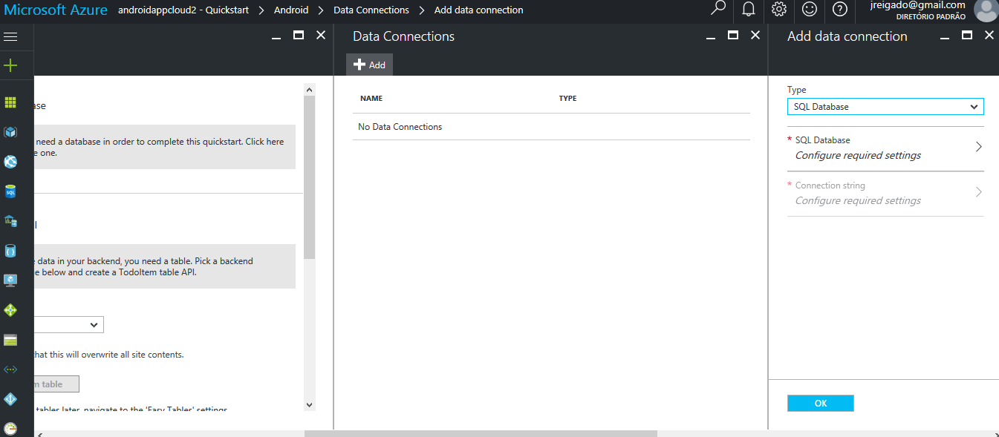 Microsoft Azure androidappcloud2 - Quickstart > Android > Data Connections > Add data connection
jreigado@gmail.com
DIRETÓRIO PADRÃO
ase
need a database in order to complete this quickstart. Click here
e one.
l
e data in your backend, you need a table. Pick a backend
e below and create a TodoItem table API.
that this will overwrite all site contents.
m table
tables later, navigate to the 'Easy Tables' settings
Data Connections
Add
NAME TYPE
No Data Connections
Add data connection
Type
SQL Database
* SQL Database
Configure required settings
* Connection string
Configure required settings
OK
SQL